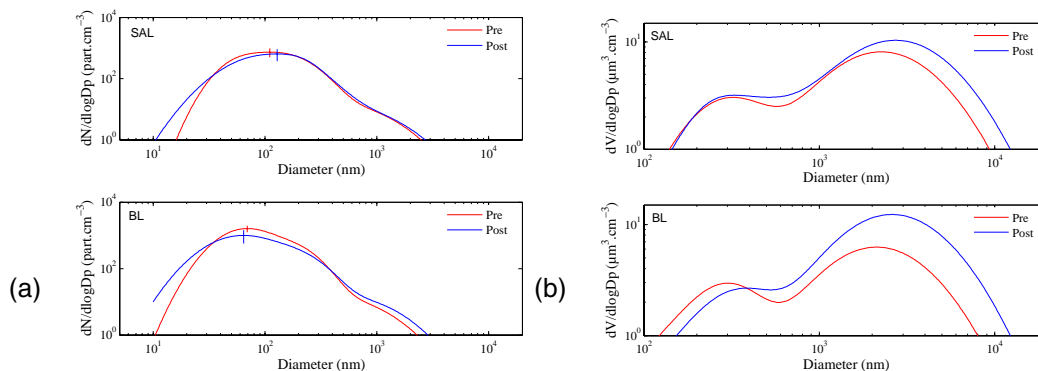 (a)
SAL
Pre
Post
dN/dlogDp (part.cm⁻³)
10⁴
10²
10⁰
10¹ 10² 10³ 10⁴
Diameter (nm)
BL
Pre
Post
dN/dlogDp (part.cm⁻³)
10⁴
10²
10⁰
10¹ 10² 10³ 10⁴
Diameter (nm)
(b)
SAL
Pre
Post
dV/dlogDp (μm³.cm⁻³)
10¹
10⁰
10² 10³ 10⁴
Diameter (nm)
BL
Pre
Post
dV/dlogDp (μm³.cm⁻³)
10¹
10⁰
10² 10³ 10⁴
Diameter (nm)